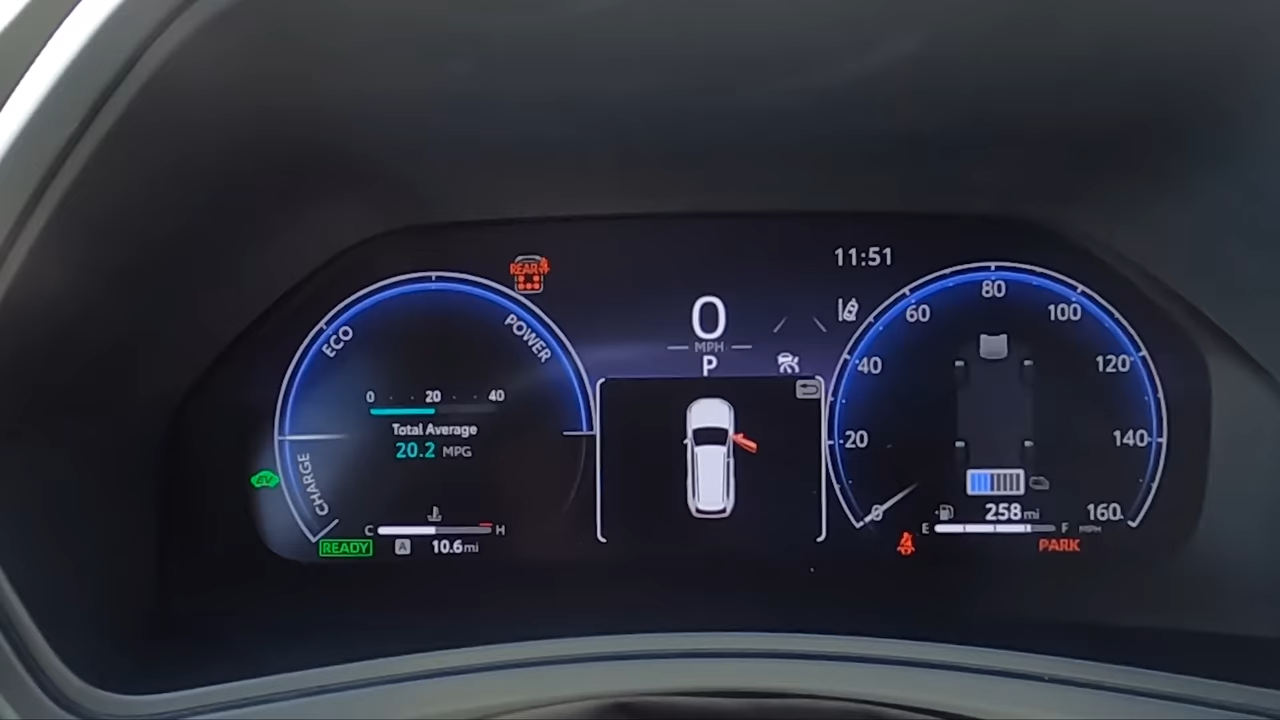 REAR
11:51
ECO
POWER
CHARGE
0 20 40
Total Average
20.2 MPG
EV
C H
READY
A 10.6 mi
0
MPH
P
0
20
40
60
80
100
120
140
160
MPH
258 mi
E F
PARK